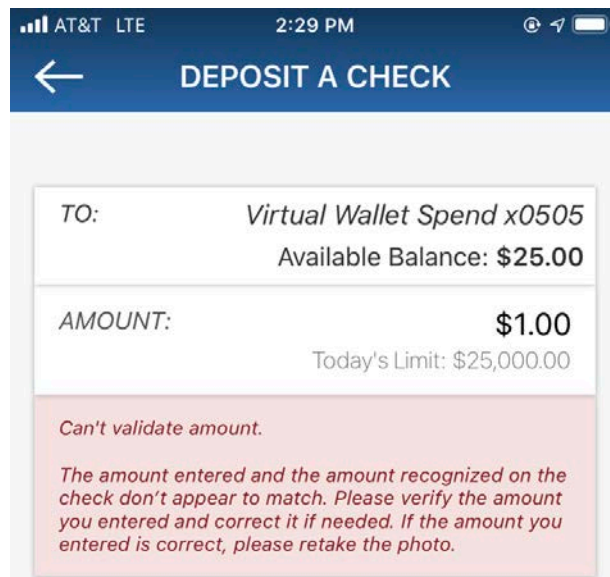 AT&T LTE 2:29 PM
DEPOSIT A CHECK
TO: Virtual Wallet Spend x0505
Available Balance: $25.00
AMOUNT: $1.00
Today's Limit: $25,000.00
Can't validate amount.
The amount entered and the amount recognized on the
check don't appear to match. Please verify the amount
you entered and correct it if needed. If the amount you
entered is correct, please retake the photo.